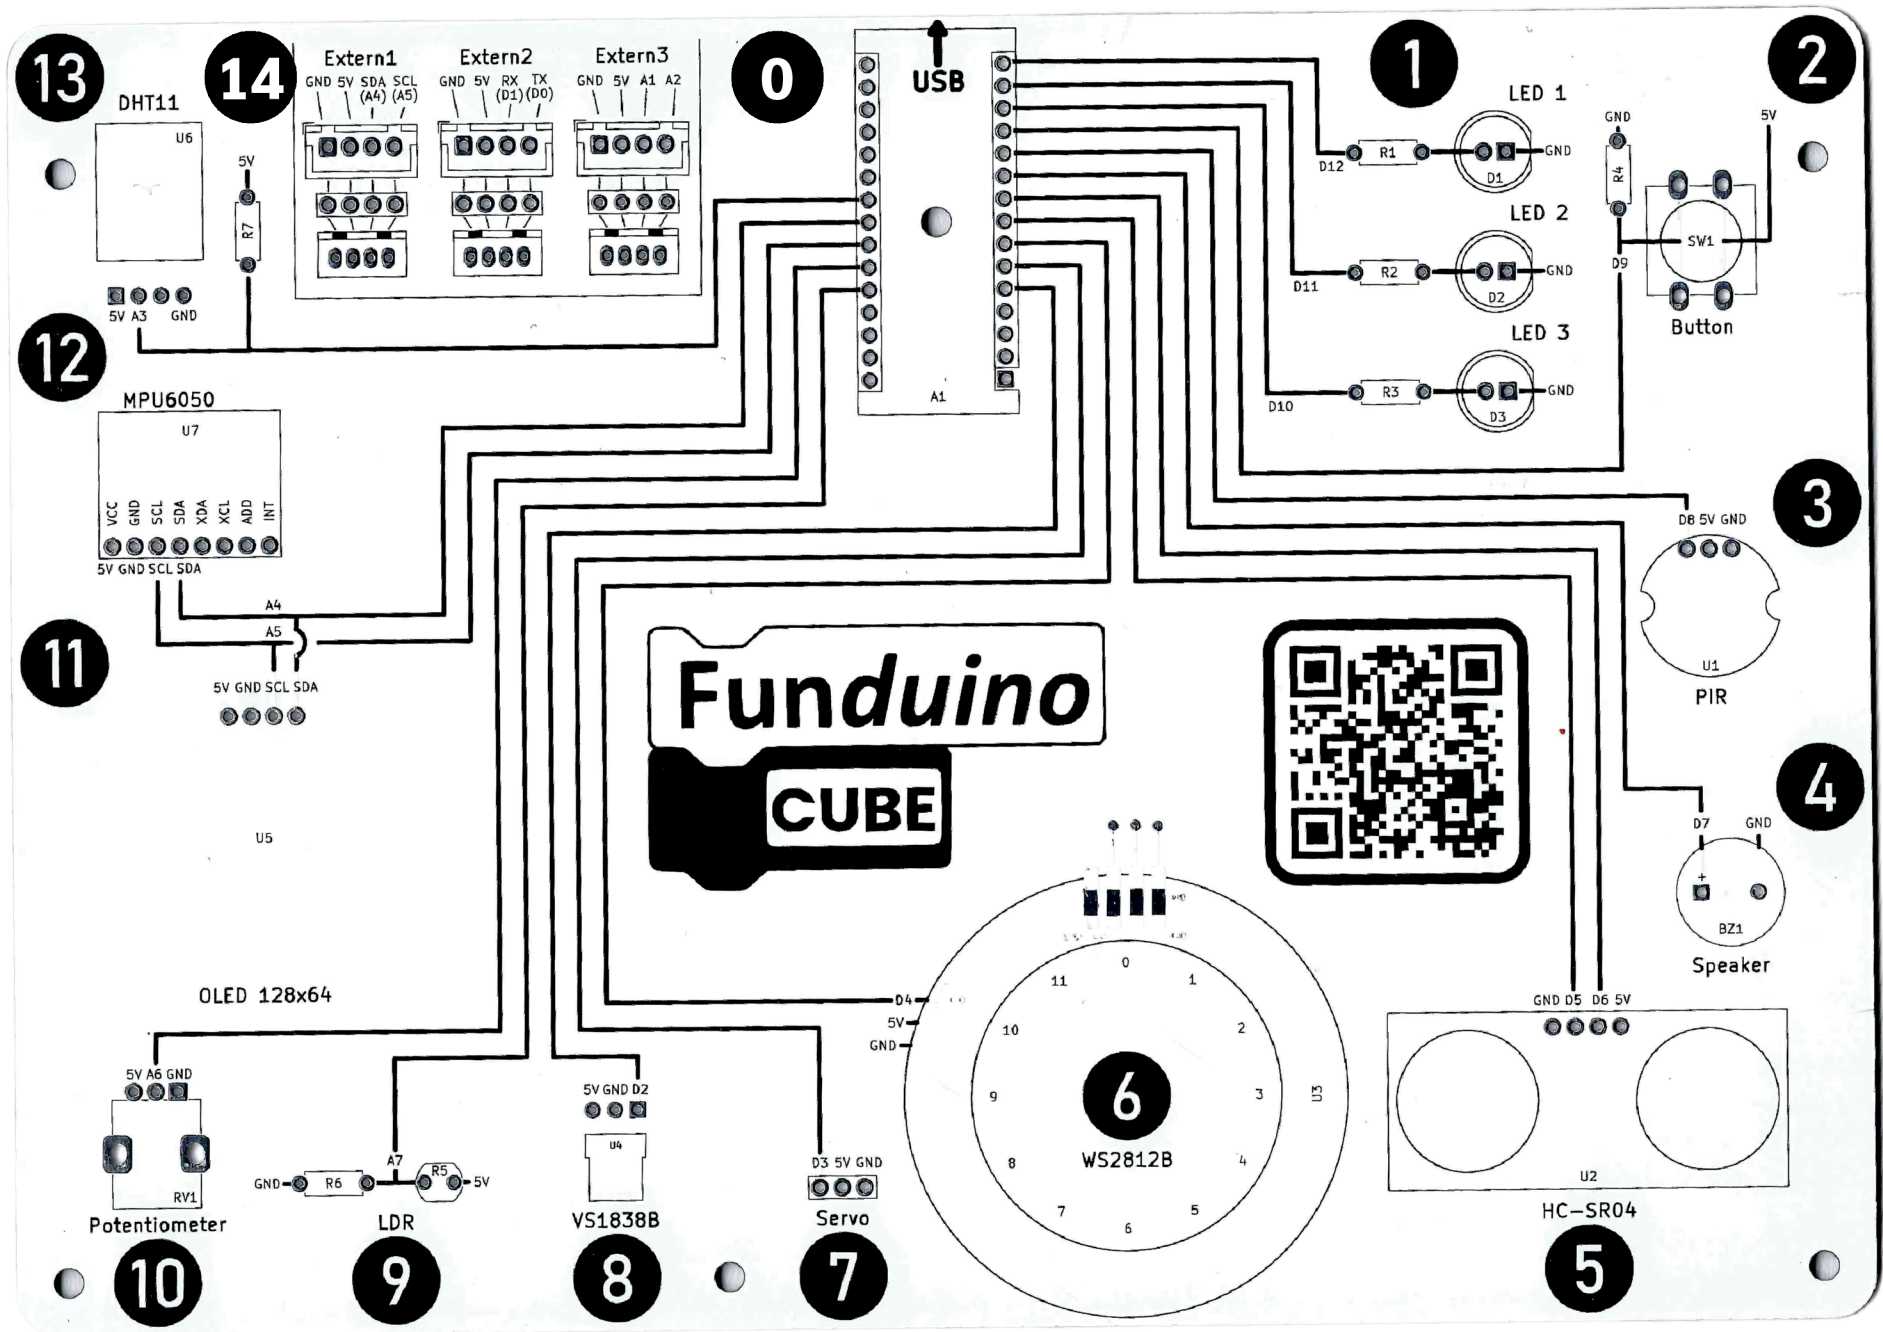 13
DHT11
U6
5V A3 GND
14
5V
R7
Extern1
GND 5V SDA SCL
(A4) (A5)
Extern2
GND 5V RX TX
(D1)(D0)
Extern3
GND 5V A1 A2
0
USB
A1
1
LED 1
D12
R1
D1
GND
LED 2
D11
R2
D2
GND
LED 3
D10
R3
D3
GND
2
GND
5V
R4
SW1
D9
Button
12
MPU6050
U7
VCC
GND
SCL
SDA
XDA
XCL
ADD
INT
5V GND SCL SDA
A4
A5
11
5V GND SCL SDA
U5
OLED 128x64
3
D8 5V GND
U1
PIR
4
D7 GND
+
BZ1
Speaker
Funduino
CUBE
D4
5V
GND
0
1
2
3
4
5
6
7
8
9
10
11
6
WS2812B
U3
GND D5 D6 5V
U2
HC-SR04
5
5V A6 GND
RV1
Potentiometer
10
A7
GND
R6
R5
5V
LDR
9
5V GND D2
U4
VS1838B
8
D3 5V GND
Servo
7